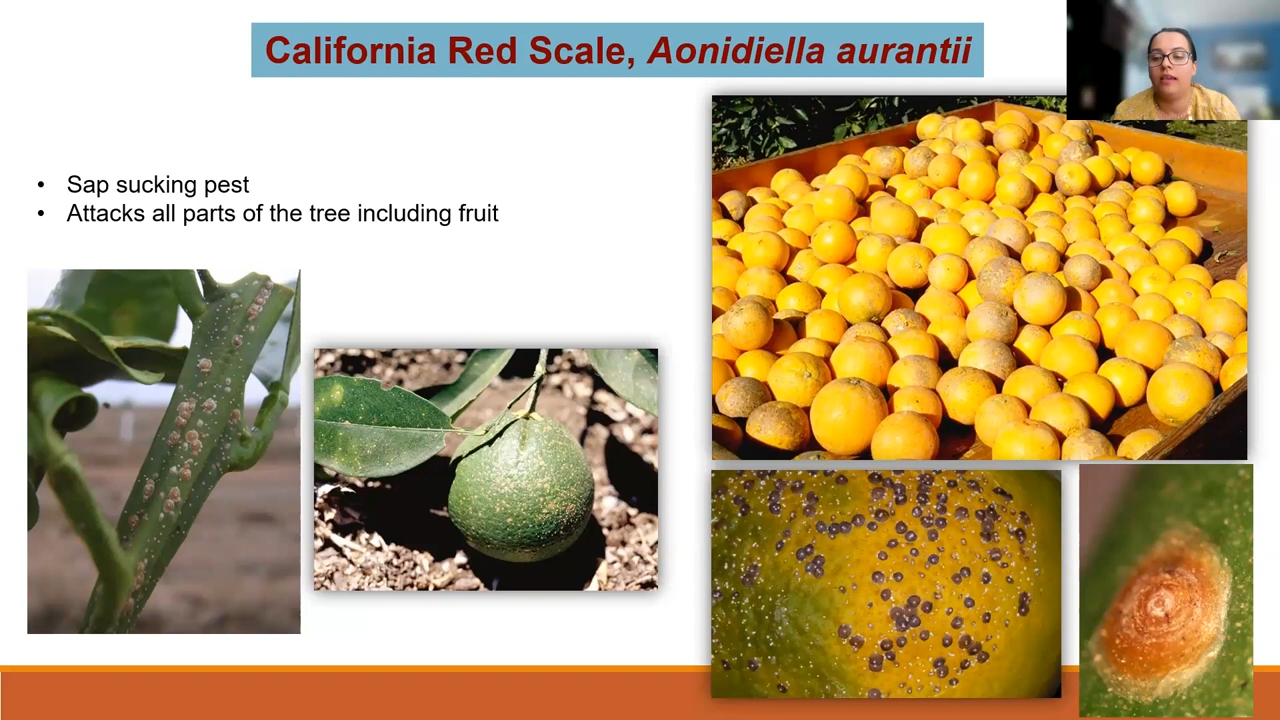 California Red Scale, Aonidiella aurantii
• Sap sucking pest
• Attacks all parts of the tree including fruit